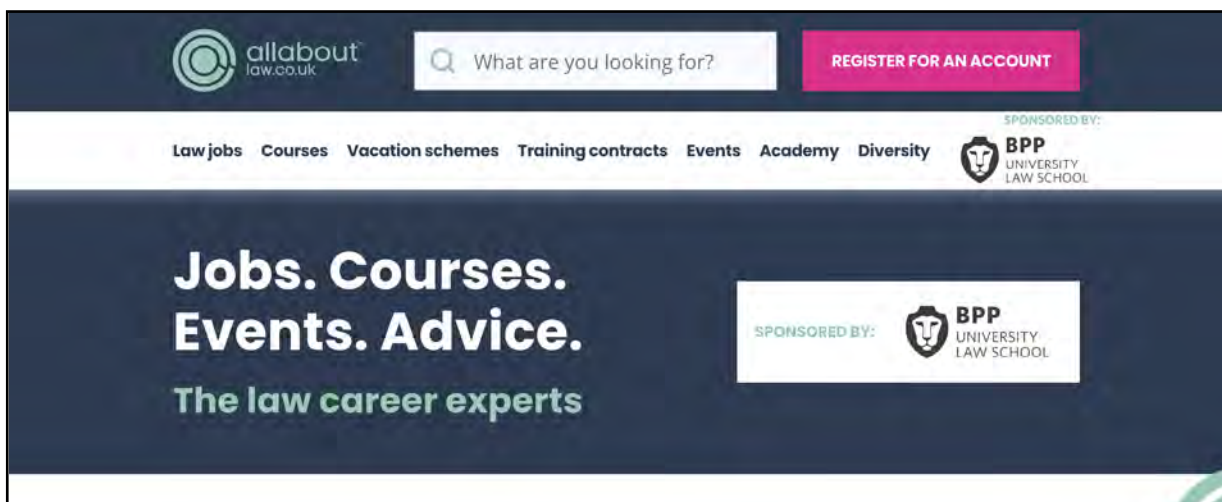 allabout
law.co.uk
What are you looking for?
REGISTER FOR AN ACCOUNT
SPONSORED BY:
Law jobs Courses Vacation schemes Training contracts Events Academy Diversity
BPP
UNIVERSITY
LAW SCHOOL
Jobs. Courses.
Events. Advice.
The law career experts
SPONSORED BY:
BPP
UNIVERSITY
LAW SCHOOL